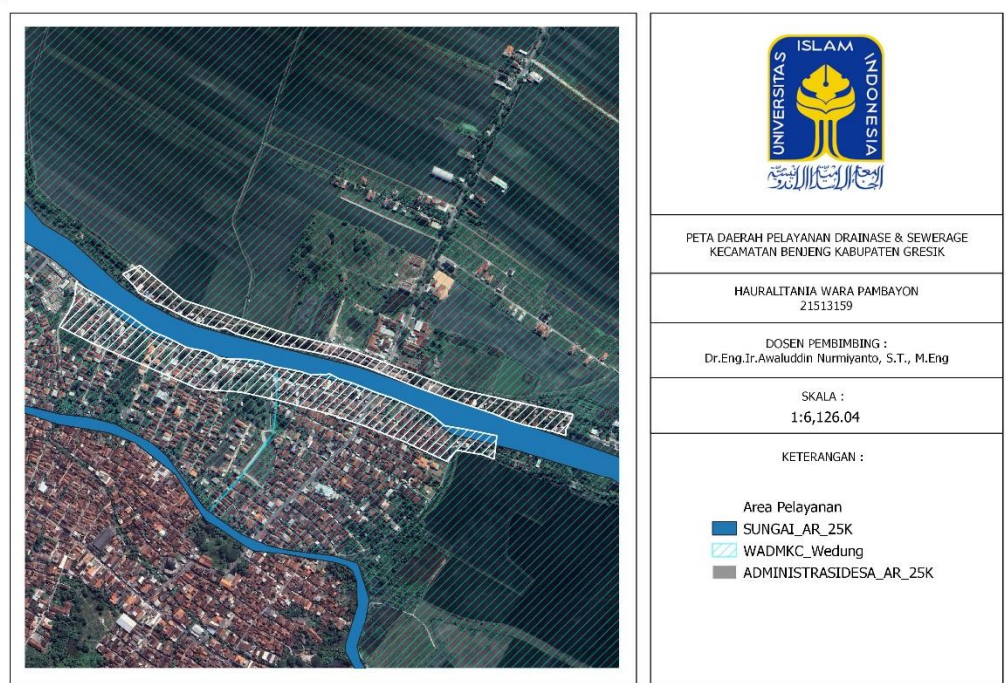 UNIVERSITAS ISLAM INDONESIA
PETA DAERAH PELAYANAN DRAINASE & SEWERAGE
KECAMATAN BENJENG KABUPATEN GRESIK
HAURALITANIA WARA PAMBAYON
21513159
DOSEN PEMBIMBING :
Dr.Eng.Ir.Awaluddin Nurmiyanto, S.T., M.Eng
SKALA :
1:6,126.04
KETERANGAN :
Area Pelayanan
SUNGAI_AR_25K
WADMKC_Wedung
ADMINISTRASIDESA_AR_25K